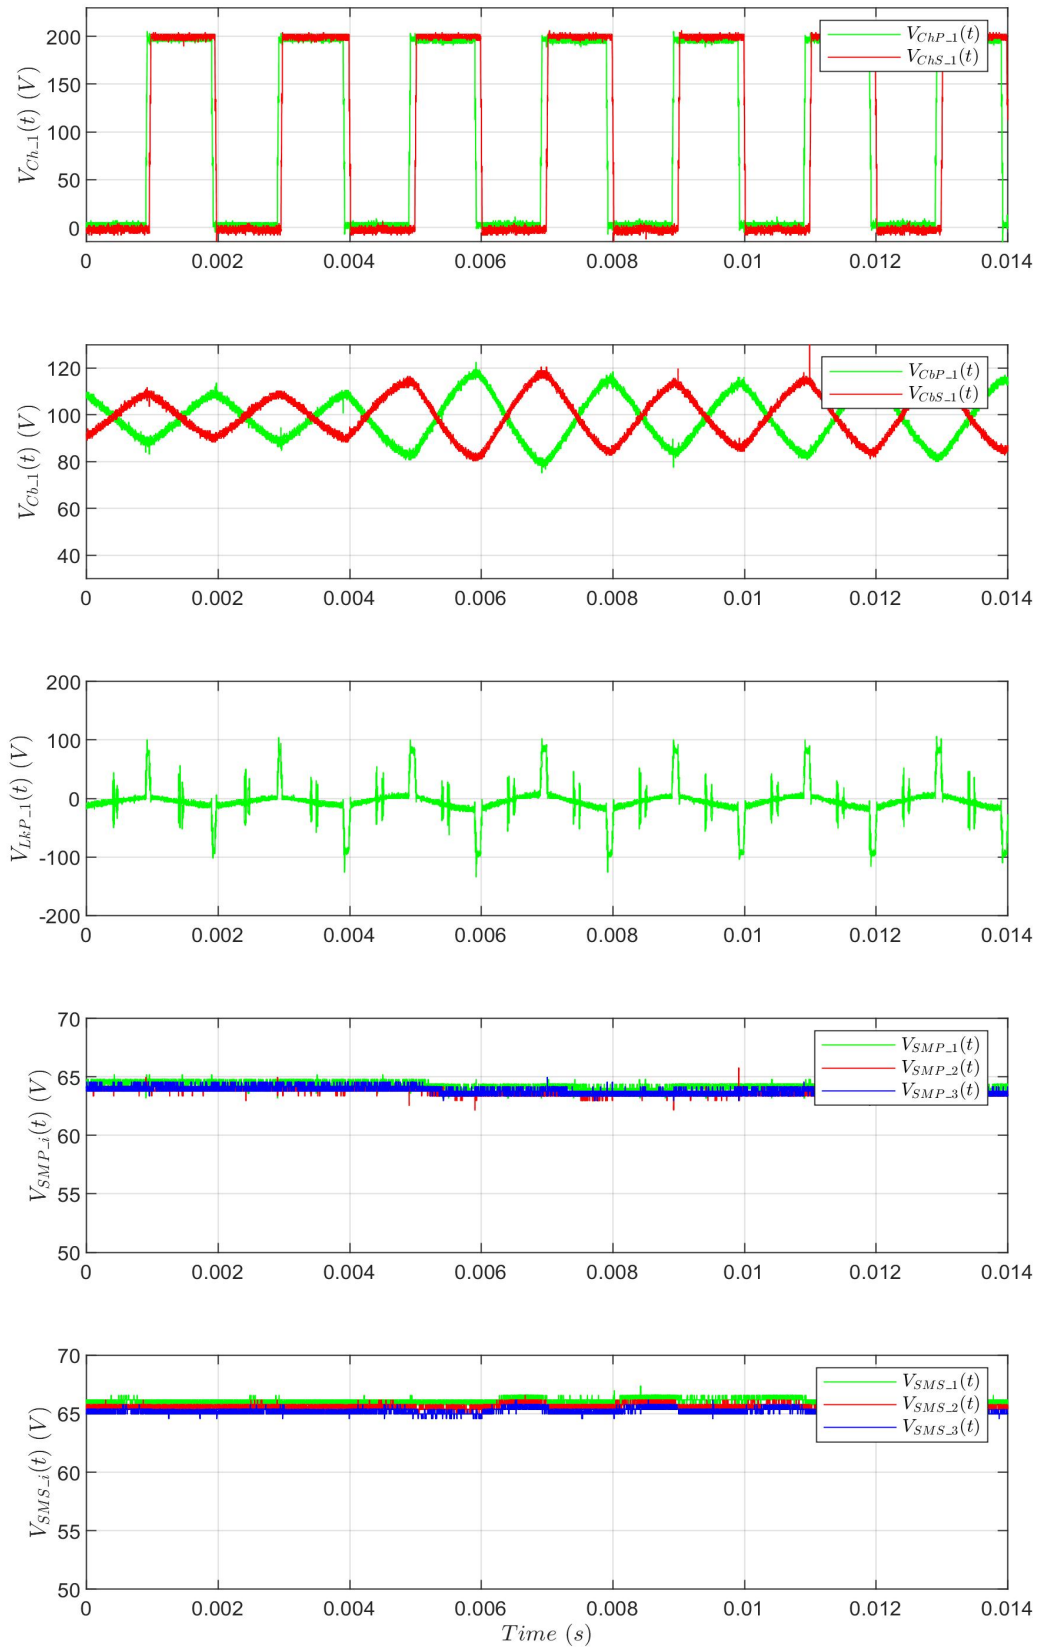 V_{Ch_1}(t) (V)
200
150
100
50
0
V_{ChP_1}(t)
V_{ChS_1}(t)
0 0.002 0.004 0.006 0.008 0.01 0.012 0.014
V_{Cb_1}(t) (V)
120
100
80
60
40
V_{CbP_1}(t)
V_{CbS_1}(t)
0 0.002 0.004 0.006 0.008 0.01 0.012 0.014
V_{LkP_1}(t) (V)
200
100
0
-100
-200
0 0.002 0.004 0.006 0.008 0.01 0.012 0.014
V_{SMP_i}(t) (V)
70
65
60
55
50
V_{SMP_1}(t)
V_{SMP_2}(t)
V_{SMP_3}(t)
0 0.002 0.004 0.006 0.008 0.01 0.012 0.014
V_{SMS_i}(t) (V)
70
65
60
55
50
V_{SMS_1}(t)
V_{SMS_2}(t)
V_{SMS_3}(t)
0 0.002 0.004 0.006 0.008 0.01 0.012 0.014
Time (s)